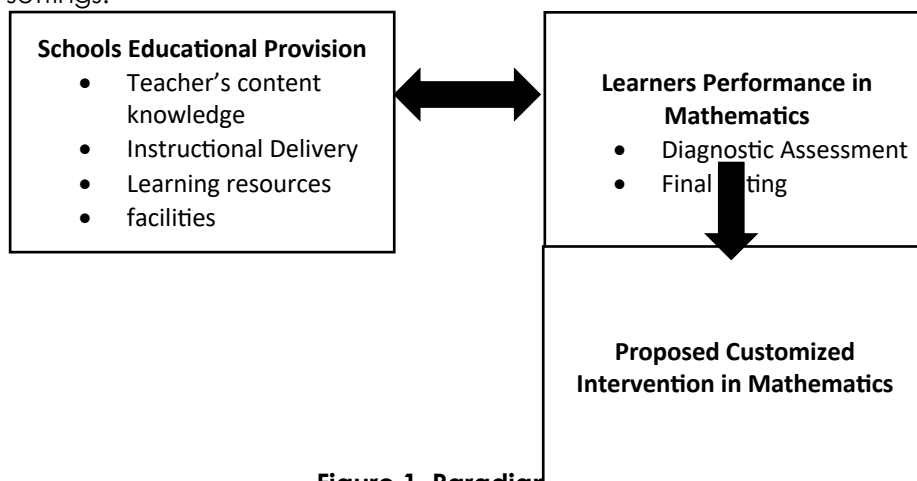 settings.
Schools Educational Provision
• Teacher's content
knowledge
• Instructional Delivery
• Learning resources
• facilities
Learners Performance in
Mathematics
• Diagnostic Assessment
• Final
Proposed Customized
Intervention in Mathematics
Figure 1. Paradigm